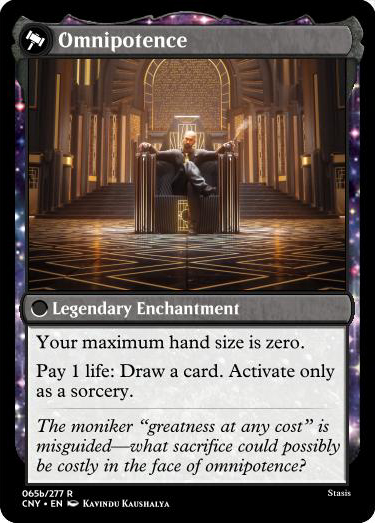 Omnipotence
Legendary Enchantment
Your maximum hand size is zero.
Pay 1 life: Draw a card. Activate only
as a sorcery.
The moniker “greatness at any cost” is
misguided—what sacrifice could possibly
be costly in the face of omnipotence?
065b/277 R
Stasis
CNY • EN Kavindu Kaushalya